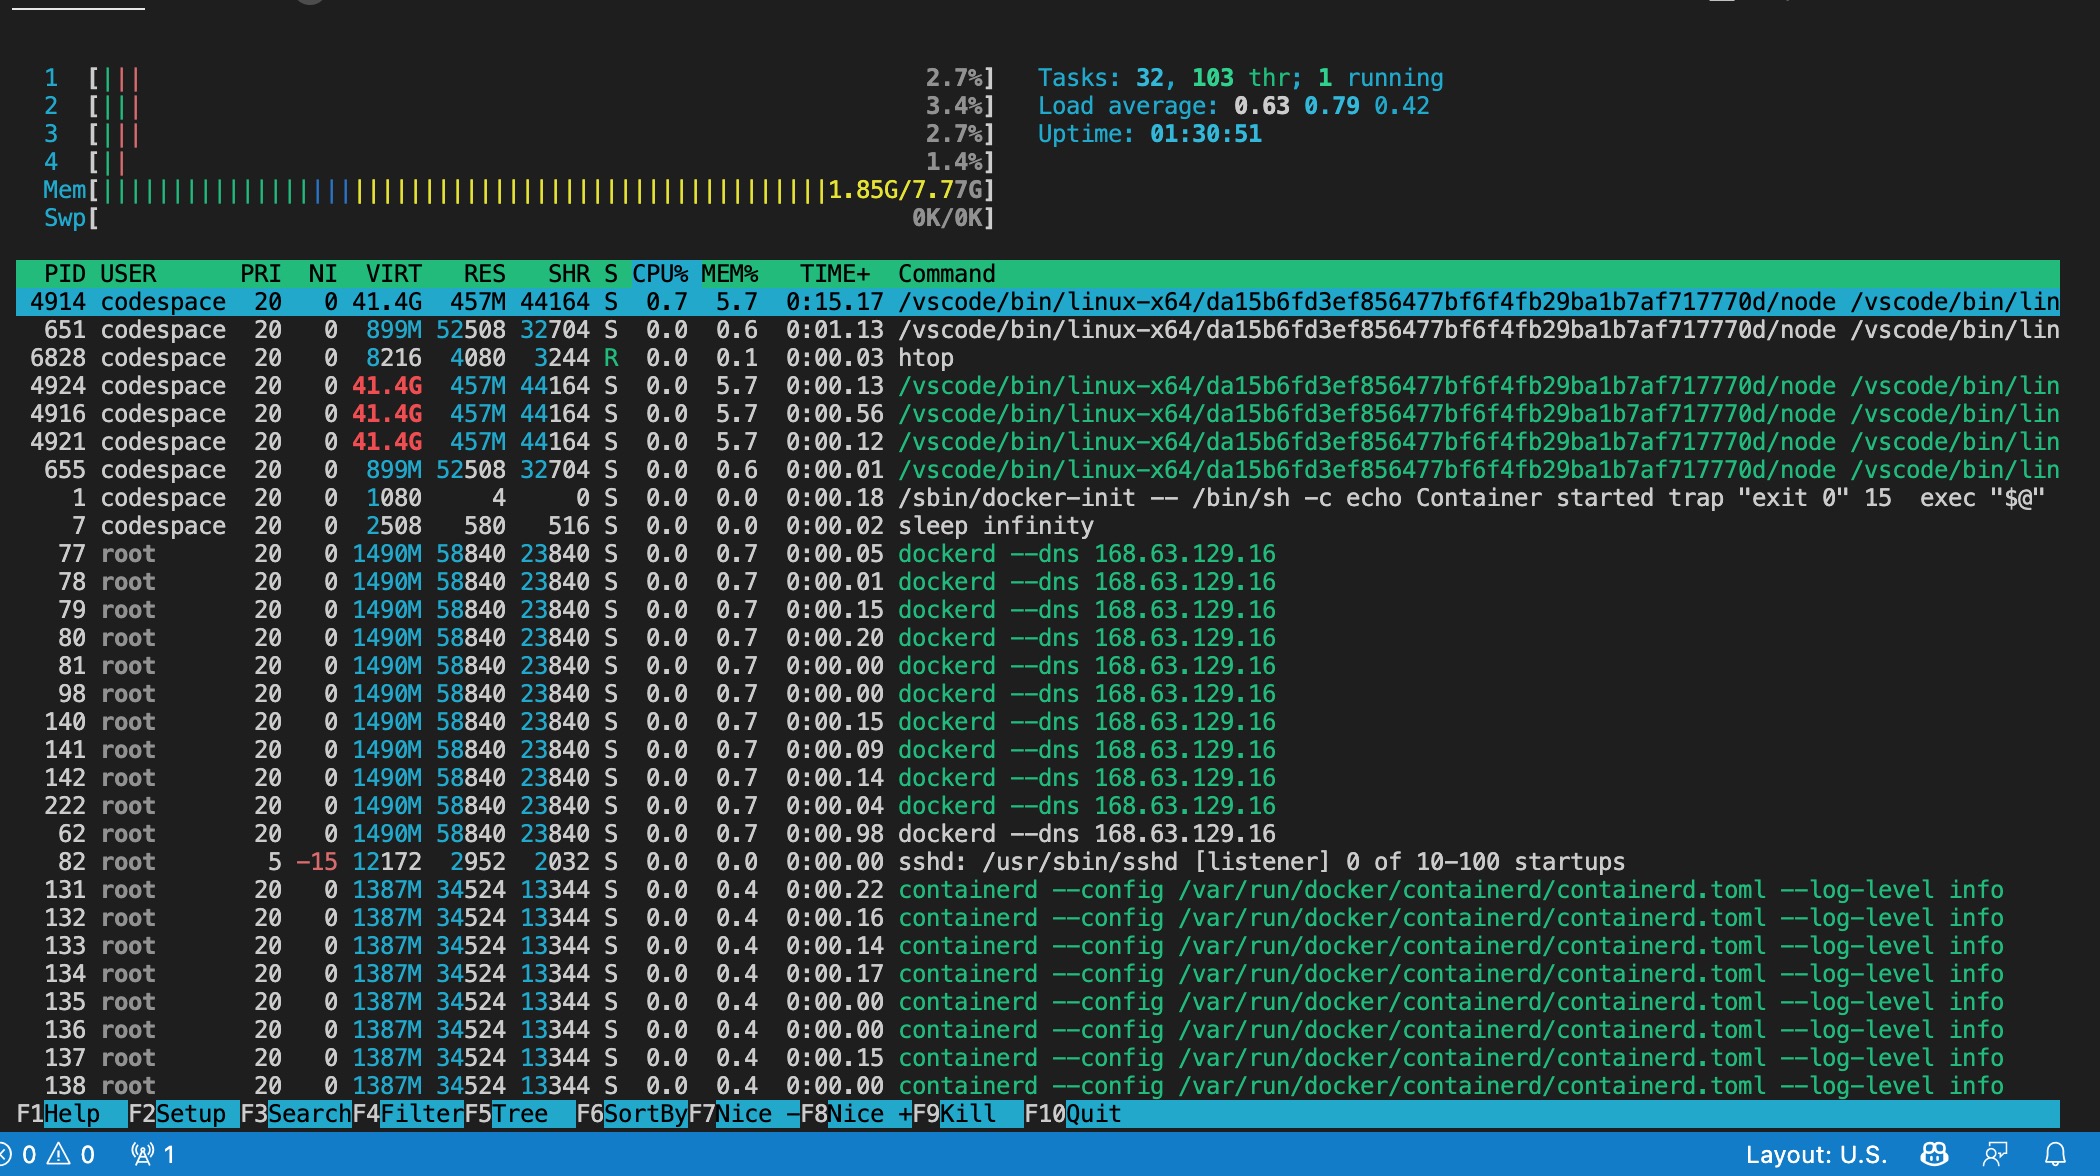 1 [||| 2.7%] Tasks: 32, 103 thr; 1 running
2 [||| 3.4%] Load average: 0.63 0.79 0.42
3 [||| 2.7%] Uptime: 01:30:51
4 [|| 1.4%]
Mem[||||||||||||||||||||||||||||||||||||||||||||||||||||1.85G/7.77G]
Swp[ 0K/0K]
PID USER PRI NI VIRT RES SHR S CPU% MEM% TIME+ Command
4914 codespace 20 0 41.4G 457M 44164 S 0.7 5.7 0:15.17 /vscode/bin/linux-x64/da15b6fd3ef856477bf6f4fb29ba1b7af717770d/node /vscode/bin/lin
651 codespace 20 0 899M 52508 32704 S 0.0 0.6 0:01.13 /vscode/bin/linux-x64/da15b6fd3ef856477bf6f4fb29ba1b7af717770d/node /vscode/bin/lin
6828 codespace 20 0 8216 4080 3244 R 0.0 0.1 0:00.03 htop
4924 codespace 20 0 41.4G 457M 44164 S 0.0 5.7 0:00.13 /vscode/bin/linux-x64/da15b6fd3ef856477bf6f4fb29ba1b7af717770d/node /vscode/bin/lin
4916 codespace 20 0 41.4G 457M 44164 S 0.0 5.7 0:00.56 /vscode/bin/linux-x64/da15b6fd3ef856477bf6f4fb29ba1b7af717770d/node /vscode/bin/lin
4921 codespace 20 0 41.4G 457M 44164 S 0.0 5.7 0:00.12 /vscode/bin/linux-x64/da15b6fd3ef856477bf6f4fb29ba1b7af717770d/node /vscode/bin/lin
655 codespace 20 0 899M 52508 32704 S 0.0 0.6 0:00.01 /vscode/bin/linux-x64/da15b6fd3ef856477bf6f4fb29ba1b7af717770d/node /vscode/bin/lin
1 codespace 20 0 1080 4 0 S 0.0 0.0 0:00.18 /sbin/docker-init -- /bin/sh -c echo Container started trap "exit 0" 15  exec "$@"
7 codespace 20 0 2508 580 516 S 0.0 0.0 0:00.02 sleep infinity
77 root 20 0 1490M 58840 23840 S 0.0 0.7 0:00.05 dockerd --dns 168.63.129.16
78 root 20 0 1490M 58840 23840 S 0.0 0.7 0:00.01 dockerd --dns 168.63.129.16
79 root 20 0 1490M 58840 23840 S 0.0 0.7 0:00.15 dockerd --dns 168.63.129.16
80 root 20 0 1490M 58840 23840 S 0.0 0.7 0:00.20 dockerd --dns 168.63.129.16
81 root 20 0 1490M 58840 23840 S 0.0 0.7 0:00.00 dockerd --dns 168.63.129.16
98 root 20 0 1490M 58840 23840 S 0.0 0.7 0:00.00 dockerd --dns 168.63.129.16
140 root 20 0 1490M 58840 23840 S 0.0 0.7 0:00.15 dockerd --dns 168.63.129.16
141 root 20 0 1490M 58840 23840 S 0.0 0.7 0:00.09 dockerd --dns 168.63.129.16
142 root 20 0 1490M 58840 23840 S 0.0 0.7 0:00.14 dockerd --dns 168.63.129.16
222 root 20 0 1490M 58840 23840 S 0.0 0.7 0:00.04 dockerd --dns 168.63.129.16
62 root 20 0 1490M 58840 23840 S 0.0 0.7 0:00.98 dockerd --dns 168.63.129.16
82 root 5 -15 12172 2952 2032 S 0.0 0.0 0:00.00 sshd: /usr/sbin/sshd [listener] 0 of 10-100 startups
131 root 20 0 1387M 34524 13344 S 0.0 0.4 0:00.22 containerd --config /var/run/docker/containerd/containerd.toml --log-level info
132 root 20 0 1387M 34524 13344 S 0.0 0.4 0:00.16 containerd --config /var/run/docker/containerd/containerd.toml --log-level info
133 root 20 0 1387M 34524 13344 S 0.0 0.4 0:00.14 containerd --config /var/run/docker/containerd/containerd.toml --log-level info
134 root 20 0 1387M 34524 13344 S 0.0 0.4 0:00.17 containerd --config /var/run/docker/containerd/containerd.toml --log-level info
135 root 20 0 1387M 34524 13344 S 0.0 0.4 0:00.00 containerd --config /var/run/docker/containerd/containerd.toml --log-level info
136 root 20 0 1387M 34524 13344 S 0.0 0.4 0:00.00 containerd --config /var/run/docker/containerd/containerd.toml --log-level info
137 root 20 0 1387M 34524 13344 S 0.0 0.4 0:00.15 containerd --config /var/run/docker/containerd/containerd.toml --log-level info
138 root 20 0 1387M 34524 13344 S 0.0 0.4 0:00.00 containerd --config /var/run/docker/containerd/containerd.toml --log-level info
F1Help F2Setup F3SearchF4FilterF5Tree F6SortByF7Nice -F8Nice +F9Kill F10Quit
0 0 1 Layout: U.S.